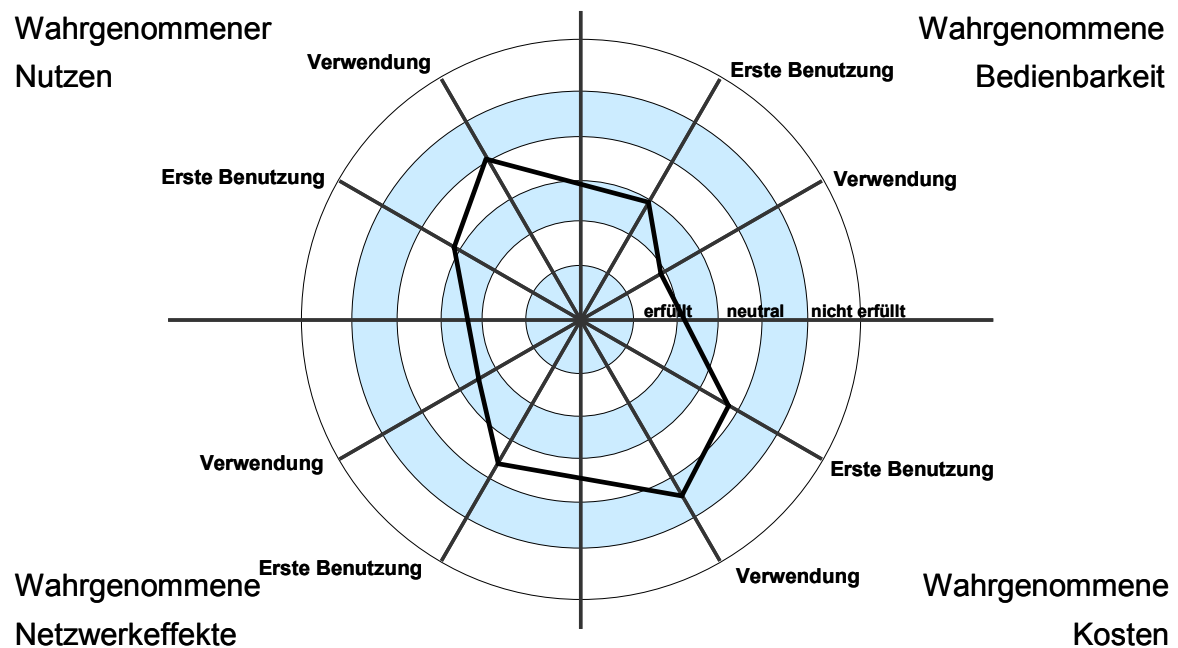 Wahrgenommener
Nutzen
Wahrgenommene
Bedienbarkeit
Verwendung
Erste Benutzung
Erste Benutzung
Verwendung
erfüllt
neutral
nicht erfüllt
Verwendung
Erste Benutzung
Erste Benutzung
Verwendung
Wahrgenommene
Netzwerkeffekte
Wahrgenommene
Kosten